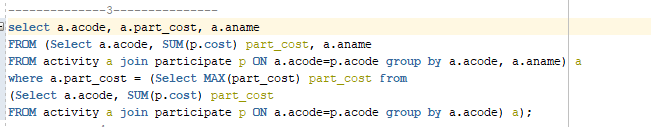 --------------3---------------
select a.acode, a.part_cost, a.aname
FROM (Select a.acode, SUM(p.cost) part_cost, a.aname
FROM activity a join participate p ON a.acode=p.acode group by a.acode, a.aname) a
where a.part_cost = (Select MAX(part_cost) part_cost from
(Select a.acode, SUM(p.cost) part_cost
FROM activity a join participate p ON a.acode=p.acode group by a.acode) a);